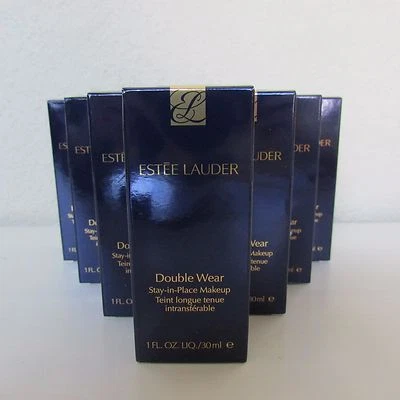 EL
ESTĒE LAUDER
Double Wear
Stay-in-Place Makeup
Teint longue tenue
intransférable
1 FL. OZ. LIQ./30 ml e